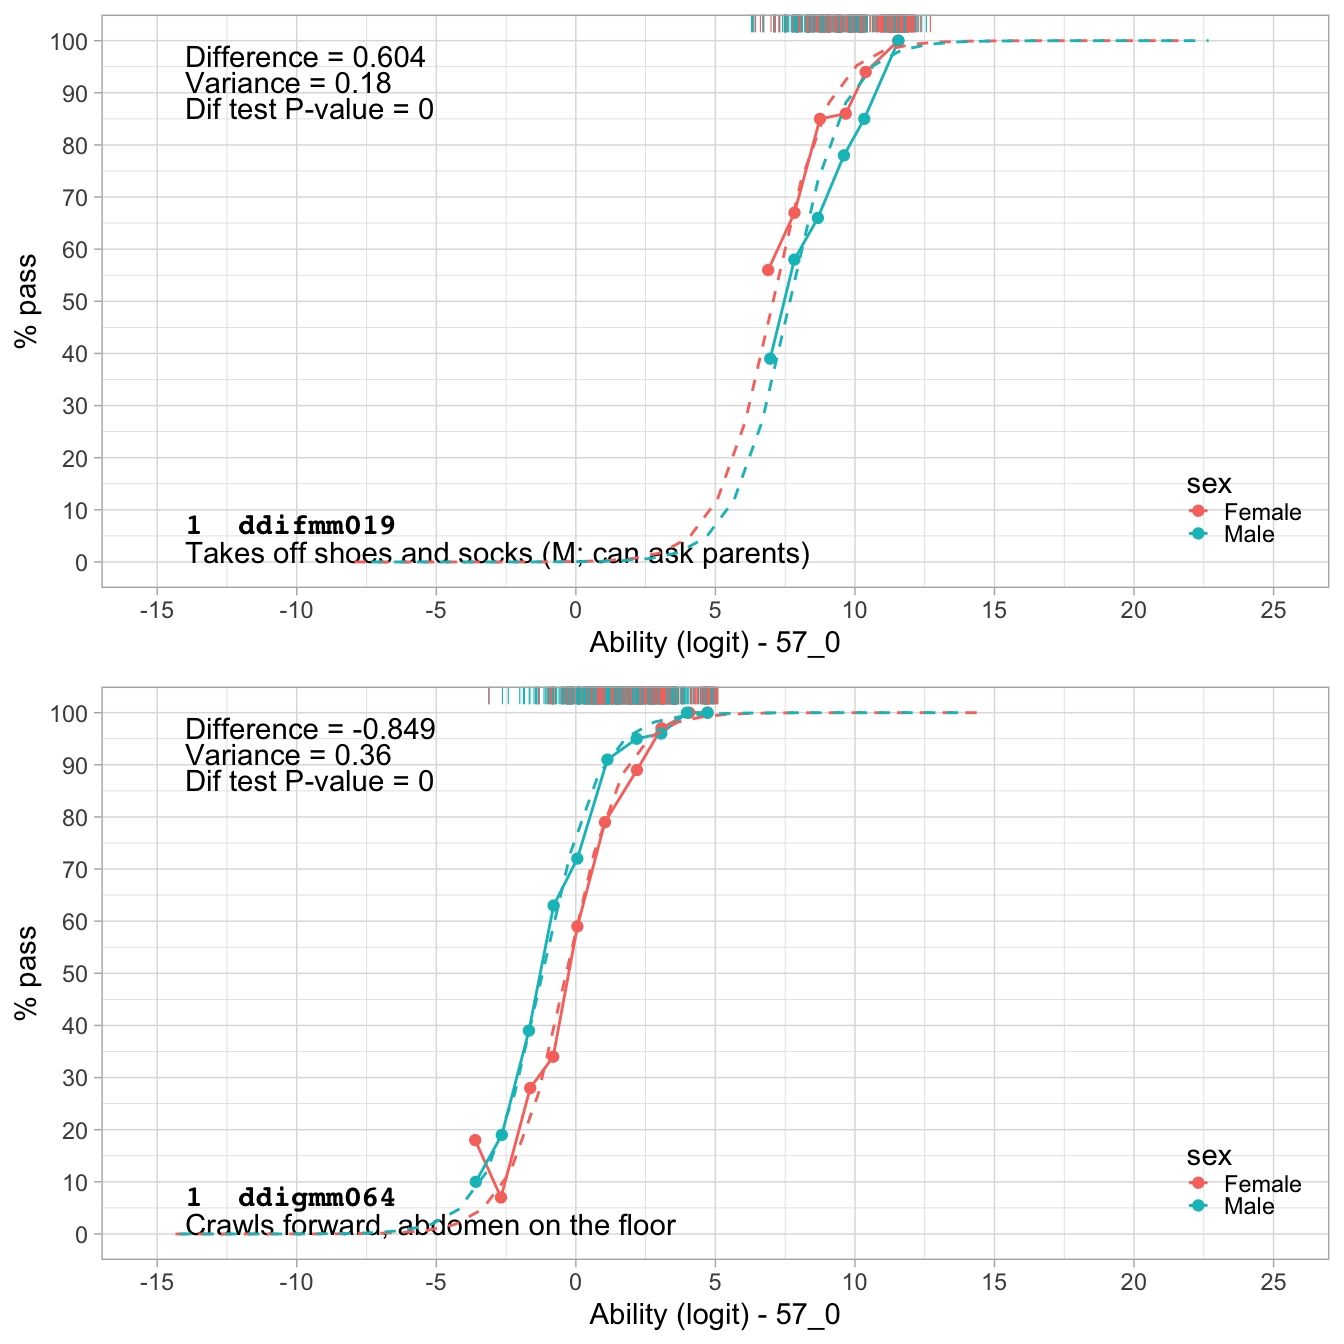 Difference = 0.604
Variance = 0.18
Dif test P-value = 0
100
90
80
70
60
50
40
30
20
10
0
% pass
1 ddifmm019
Takes off shoes and socks (M; can ask parents)
sex
Female
Male
-15 -10 -5 0 5 10 15 20 25
Ability (logit) - 57_0
Difference = -0.849
Variance = 0.36
Dif test P-value = 0
100
90
80
70
60
50
40
30
20
10
0
% pass
1 ddigmm064
Crawls forward, abdomen on the floor
sex
Female
Male
-15 -10 -5 0 5 10 15 20 25
Ability (logit) - 57_0